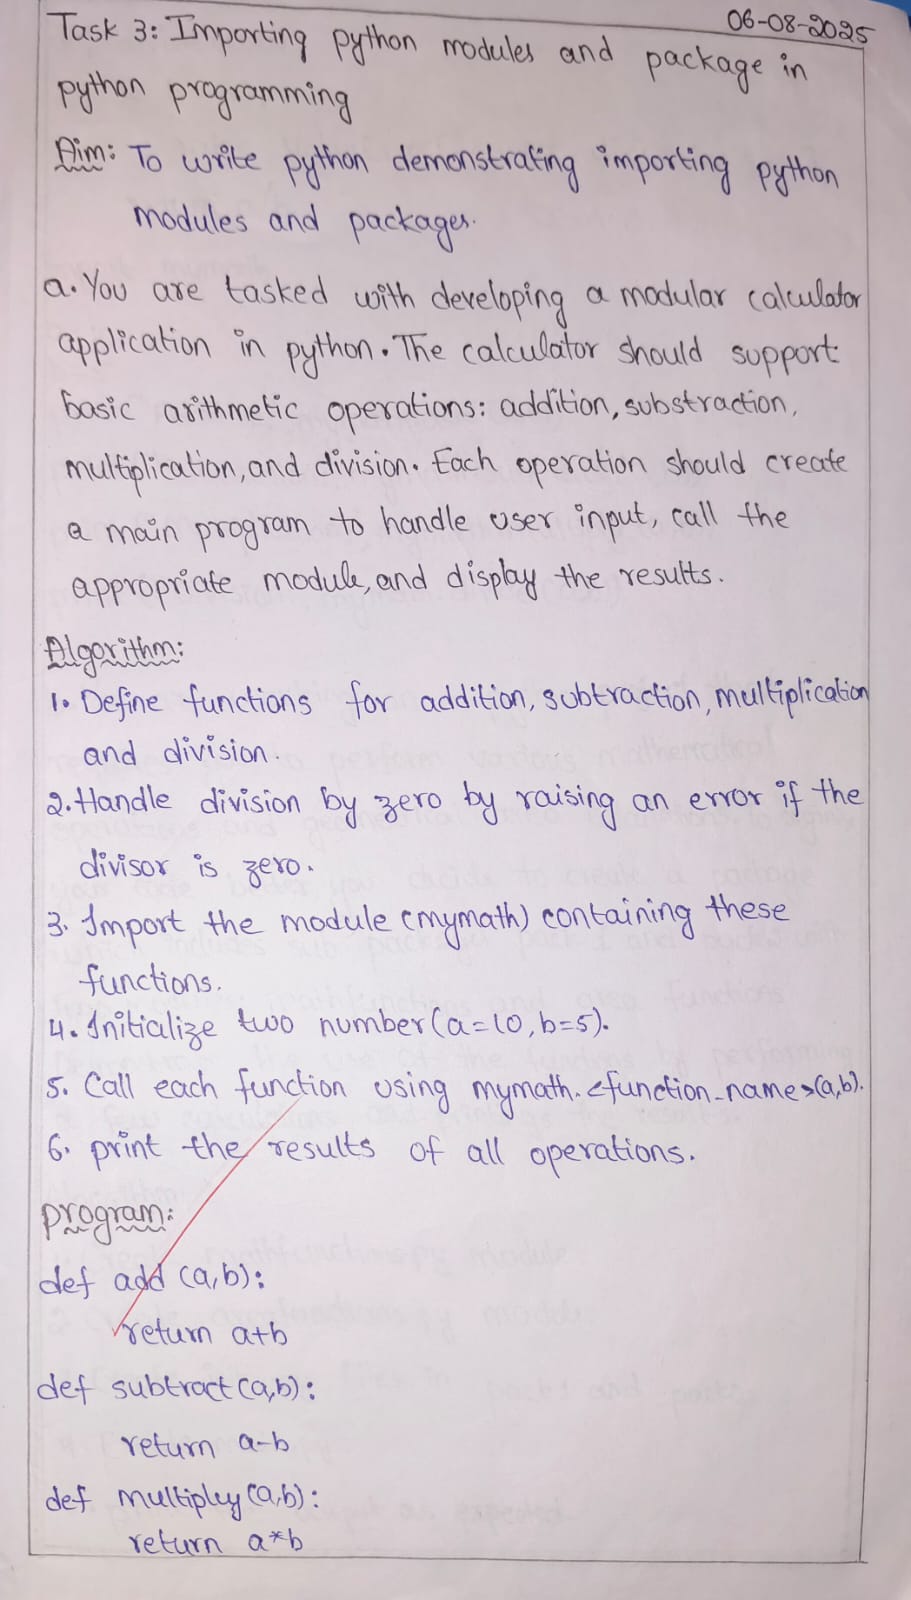 06-08-2025
Task 3: Importing python modules and package in
python programming
Aim: To write python demonstrating importing python
modules and packages.
a. You are tasked with developing a modular calculator
application in python. The calculator should support
basic arithmetic operations: addition, substraction,
multiplication, and division. Each operation should create
a main program to handle user input, call the
appropriate module, and display the results.
Algorithm:
1. Define functions for addition, subtraction, multiplication
and division.
2. Handle division by zero by raising an error if the
divisor is zero.
3. Import the module (mymath) containing these
functions.
4. Initialize two number (a=10, b=5).
5. Call each function using mymath.<function_name>(a,b).
6. print the results of all operations.
program:
def add (a,b):
return a+b
def subtract (a,b):
return a-b
def multiply (a,b):
return a*b